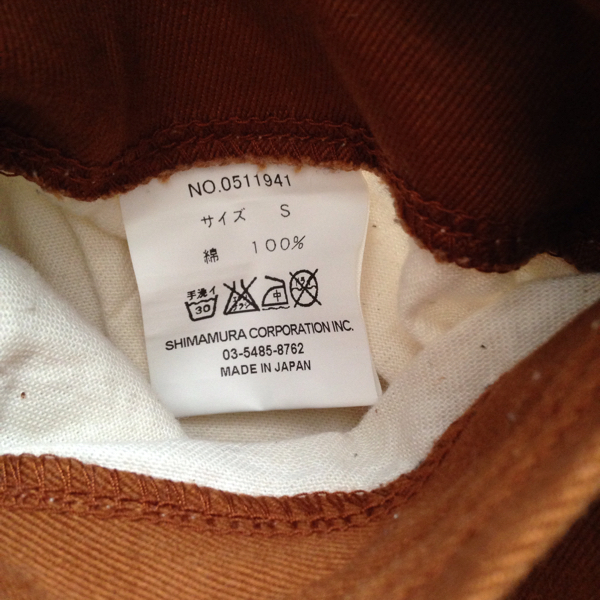 NO.0511941
サイズ S
綿 100%
手洗イ
30 中
SHIMAMURA CORPORATION INC.
03-5485-8762
MADE IN JAPAN